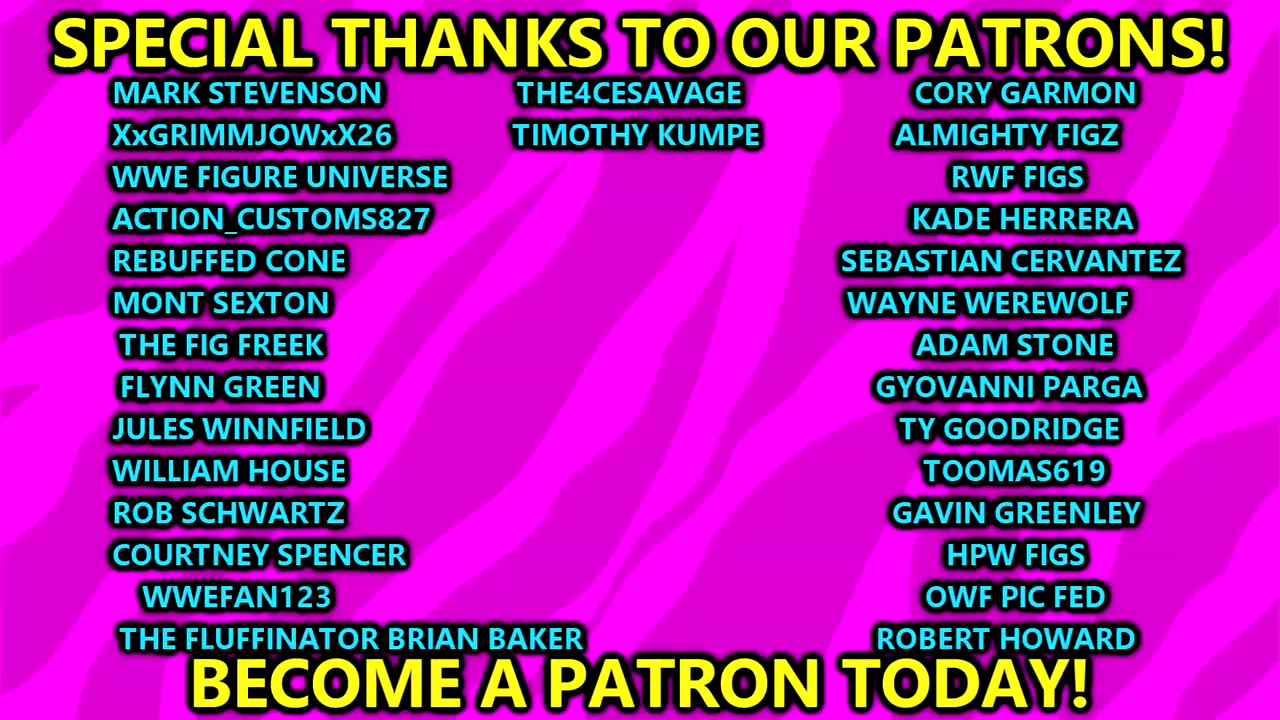 SPECIAL THANKS TO OUR PATRONS!
MARK STEVENSON
XxGRIMMJOWxX26
WWE FIGURE UNIVERSE
ACTION_CUSTOMS827
REBUFFED CONE
MONT SEXTON
THE FIG FREEK
FLYNN GREEN
JULES WINNFIELD
WILLIAM HOUSE
ROB SCHWARTZ
COURTNEY SPENCER
WWEFAN123
THE FLUFFINATOR BRIAN BAKER
THE4CESAVAGE
TIMOTHY KUMPE
CORY GARMON
ALMIGHTY FIGZ
RWF FIGS
KADE HERRERA
SEBASTIAN CERVANTEZ
WAYNE WEREWOLF
ADAM STONE
GYOVANNI PARGA
TY GOODRIDGE
TOOMAS619
GAVIN GREENLEY
HPW FIGS
OWF PIC FED
ROBERT HOWARD
BECOME A PATRON TODAY!